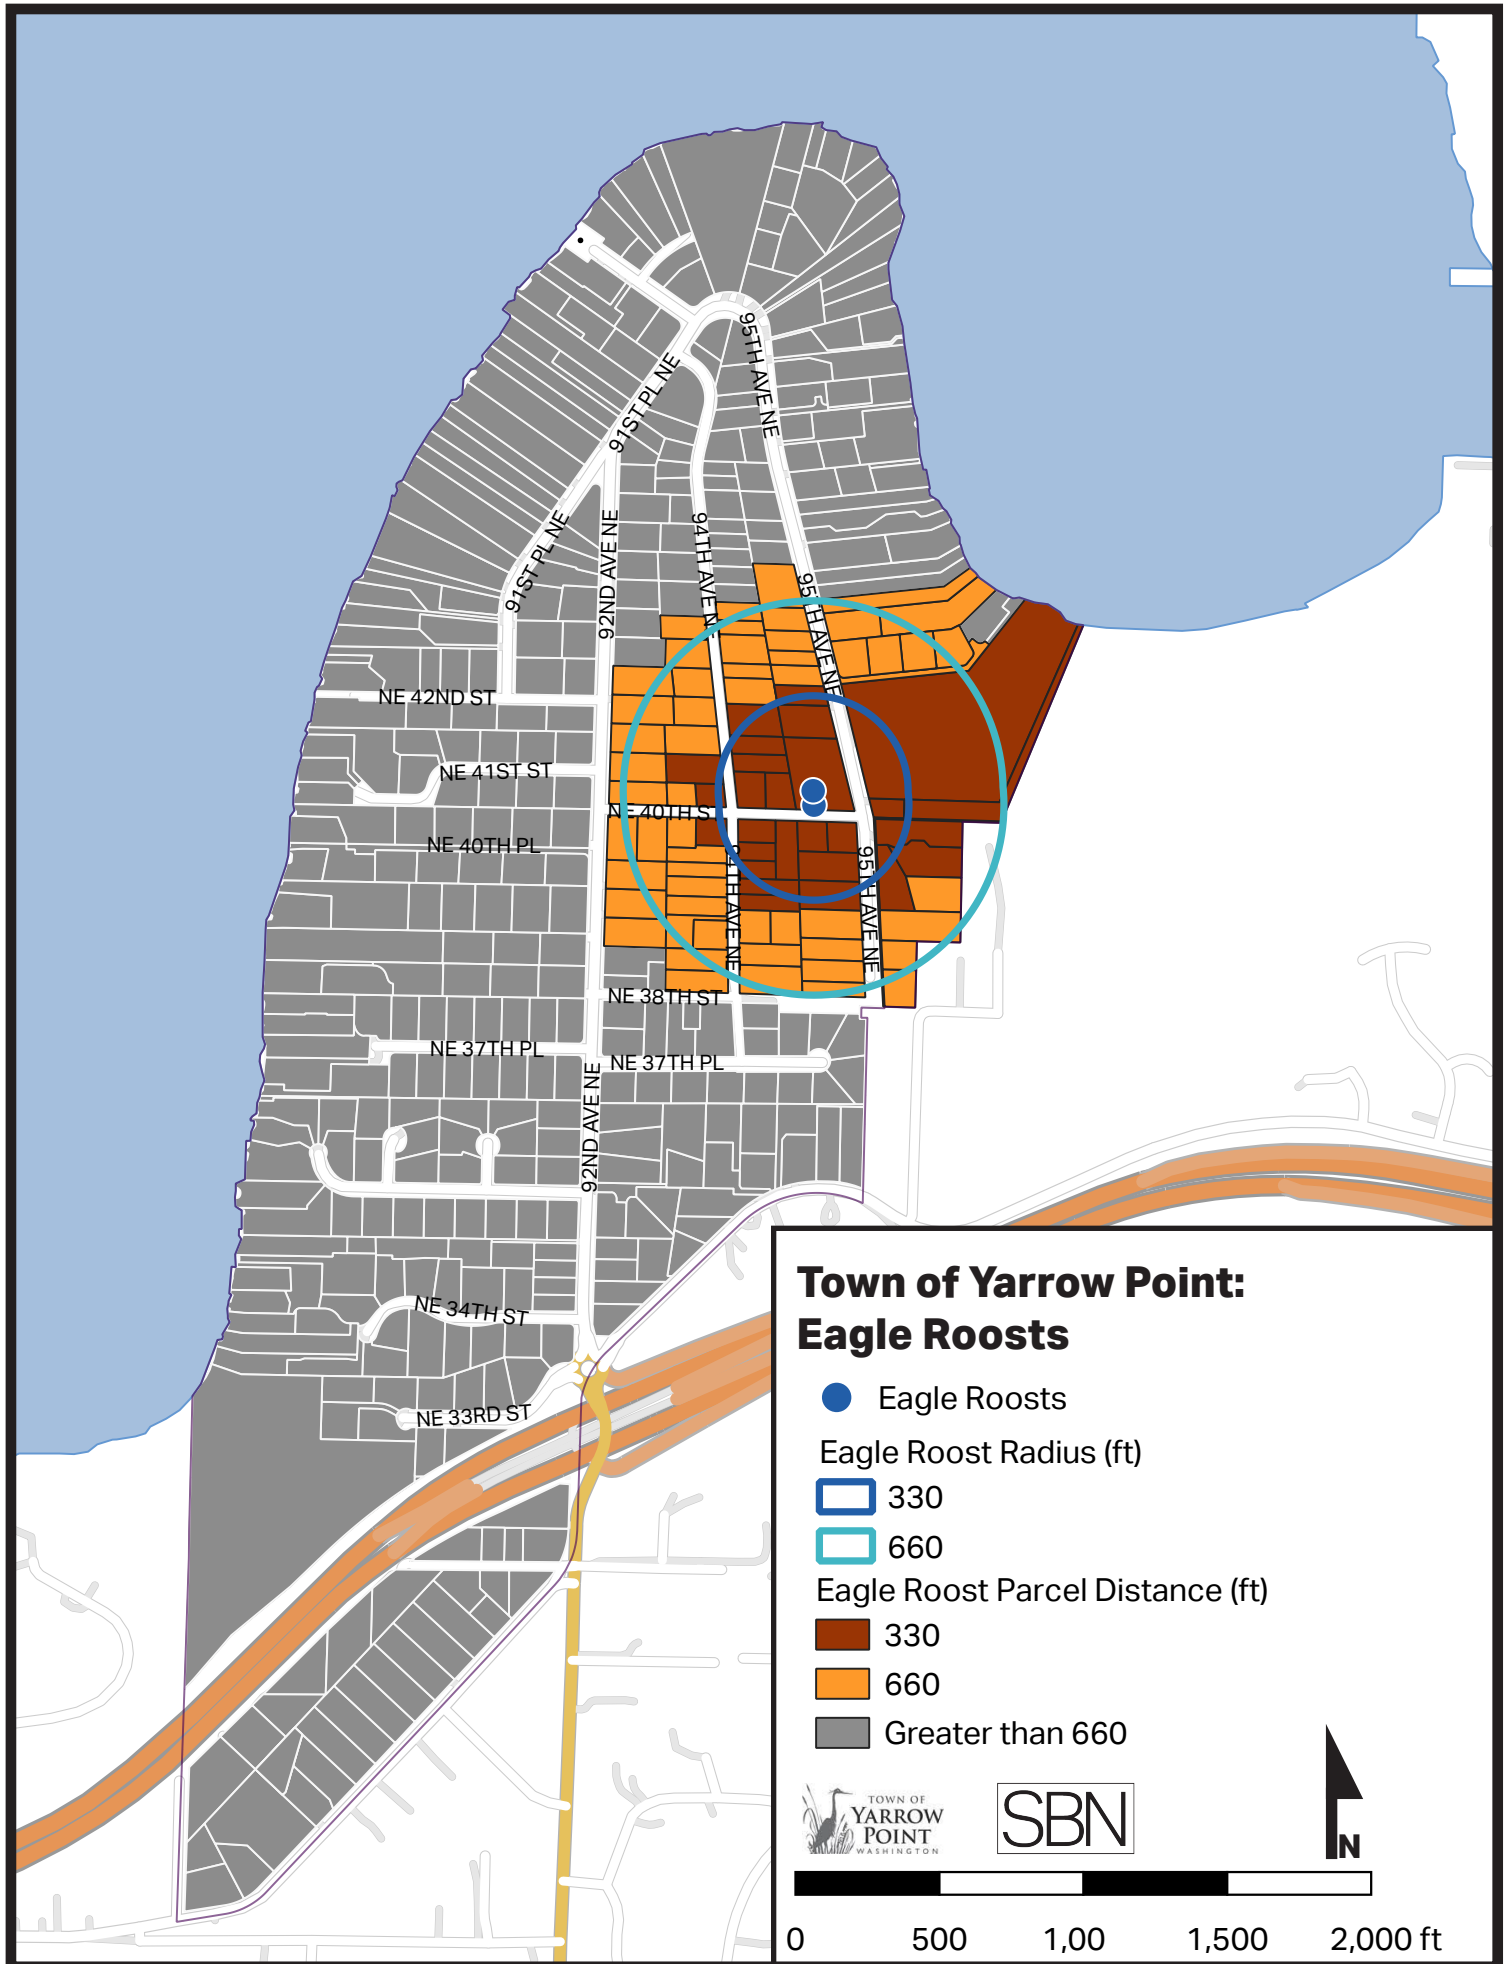 95TH AVE NE
91ST PL NE
91ST PL NE
92ND AVE NE
94TH AVE NE
95TH AVE NE
NE 42ND ST
NE 41ST ST
NE 40TH S
NE 40TH PL
94TH AVE NE
95TH AVE NE
NE 38TH ST
NE 37TH PL
NE 37TH PL
92ND AVE NE
NE 34TH ST
NE 33RD ST
Town of Yarrow Point:
Eagle Roosts
Eagle Roosts
Eagle Roost Radius (ft)
330
660
Eagle Roost Parcel Distance (ft)
330
660
Greater than 660
TOWN OF
YARROW
POINT
WASHINGTON
SBN
N
0 500 1,00 1,500 2,000 ft